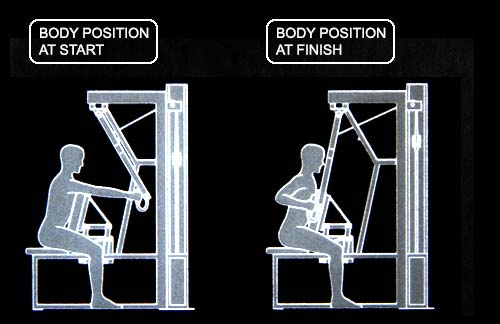 BODY POSITION
AT START
BODY POSITION
AT FINISH